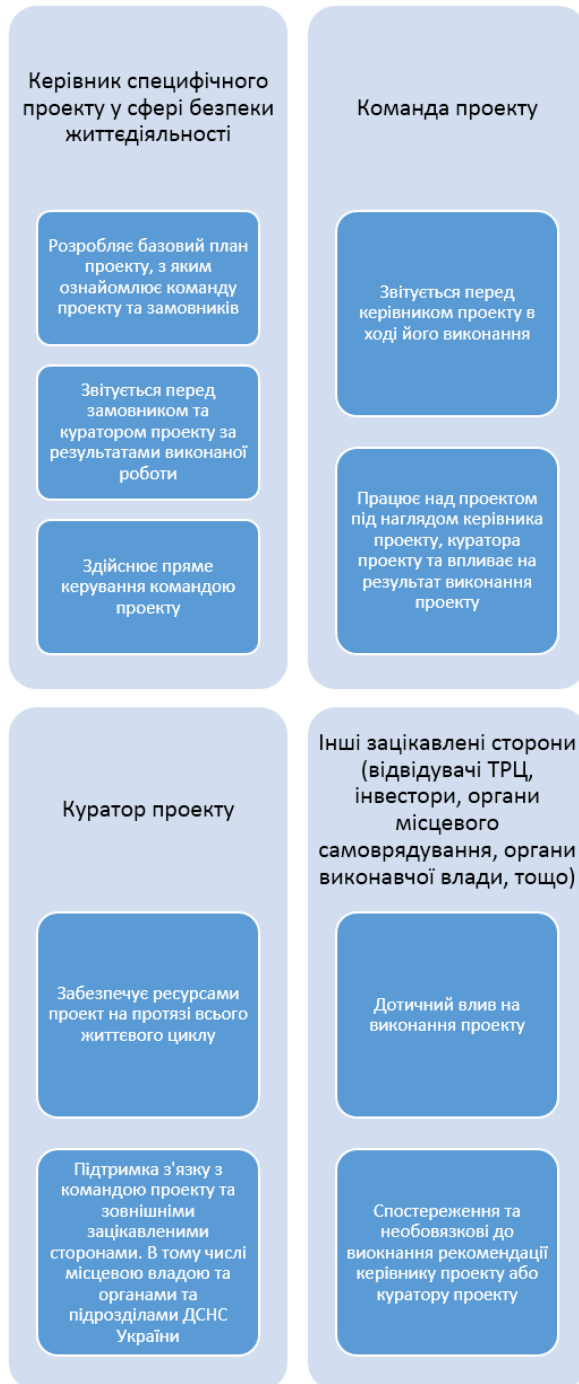 Керівник специфічного
проекту у сфері безпеки
життєдіяльності
Розробляє базовий план
проекту, з яким
ознайомлює команду
проекту та замовників
Звітується перед
замовником та
куратором проекту за
результатами виконаної
роботи
Здійснює пряме
керування командою
проекту
Команда проекту
Звітується перед
керівником проекту в
ході його виконання
Працює над проектом
під наглядом керівника
проекту, куратора
проекту та впливає на
результат виконання
проекту
Куратор проекту
Забезпечує ресурсами
проект на протязі всього
життєвого циклу
Підтримка з'язку з
командою проекту та
зовнішніми
зацікавленими
сторонами. В тому числі
місцевою владою та
органами та
підрозділами ДСНС
України
Інші зацікавлені сторони
(відвідувачі ТРЦ,
інвестори, органи
місцевого
самоврядування, органи
виконавчої влади, тощо)
Дотичний влив на
виконання проекту
Спостереження та
необовязкові до
виокнання рекомендації
керівнику проекту або
куратору проекту